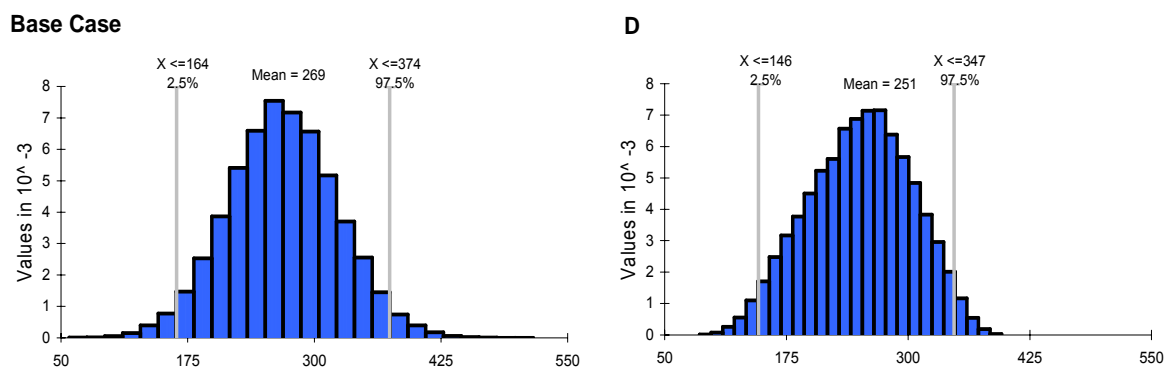 Base Case
X <=164
2.5%
Mean = 269
X <=374
97.5%
Values in 10^ -3
8
7
6
5
4
3
2
1
0
50 175 300 425 550
D
X <=146
2.5%
Mean = 251
X <=347
97.5%
Values in 10^ -3
8
7
6
5
4
3
2
1
0
50 175 300 425 550